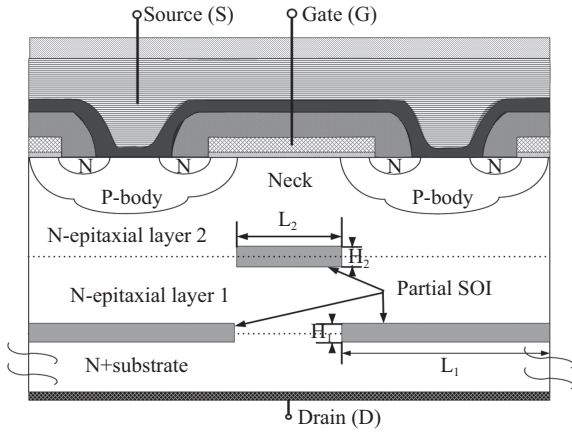 Source (S)
Gate (G)
N
N
N
N
P-body
Neck
P-body
L2
N-epitaxial layer 2
H2
N-epitaxial layer 1
Partial SOI
H1
N+substrate
L1
Drain (D)